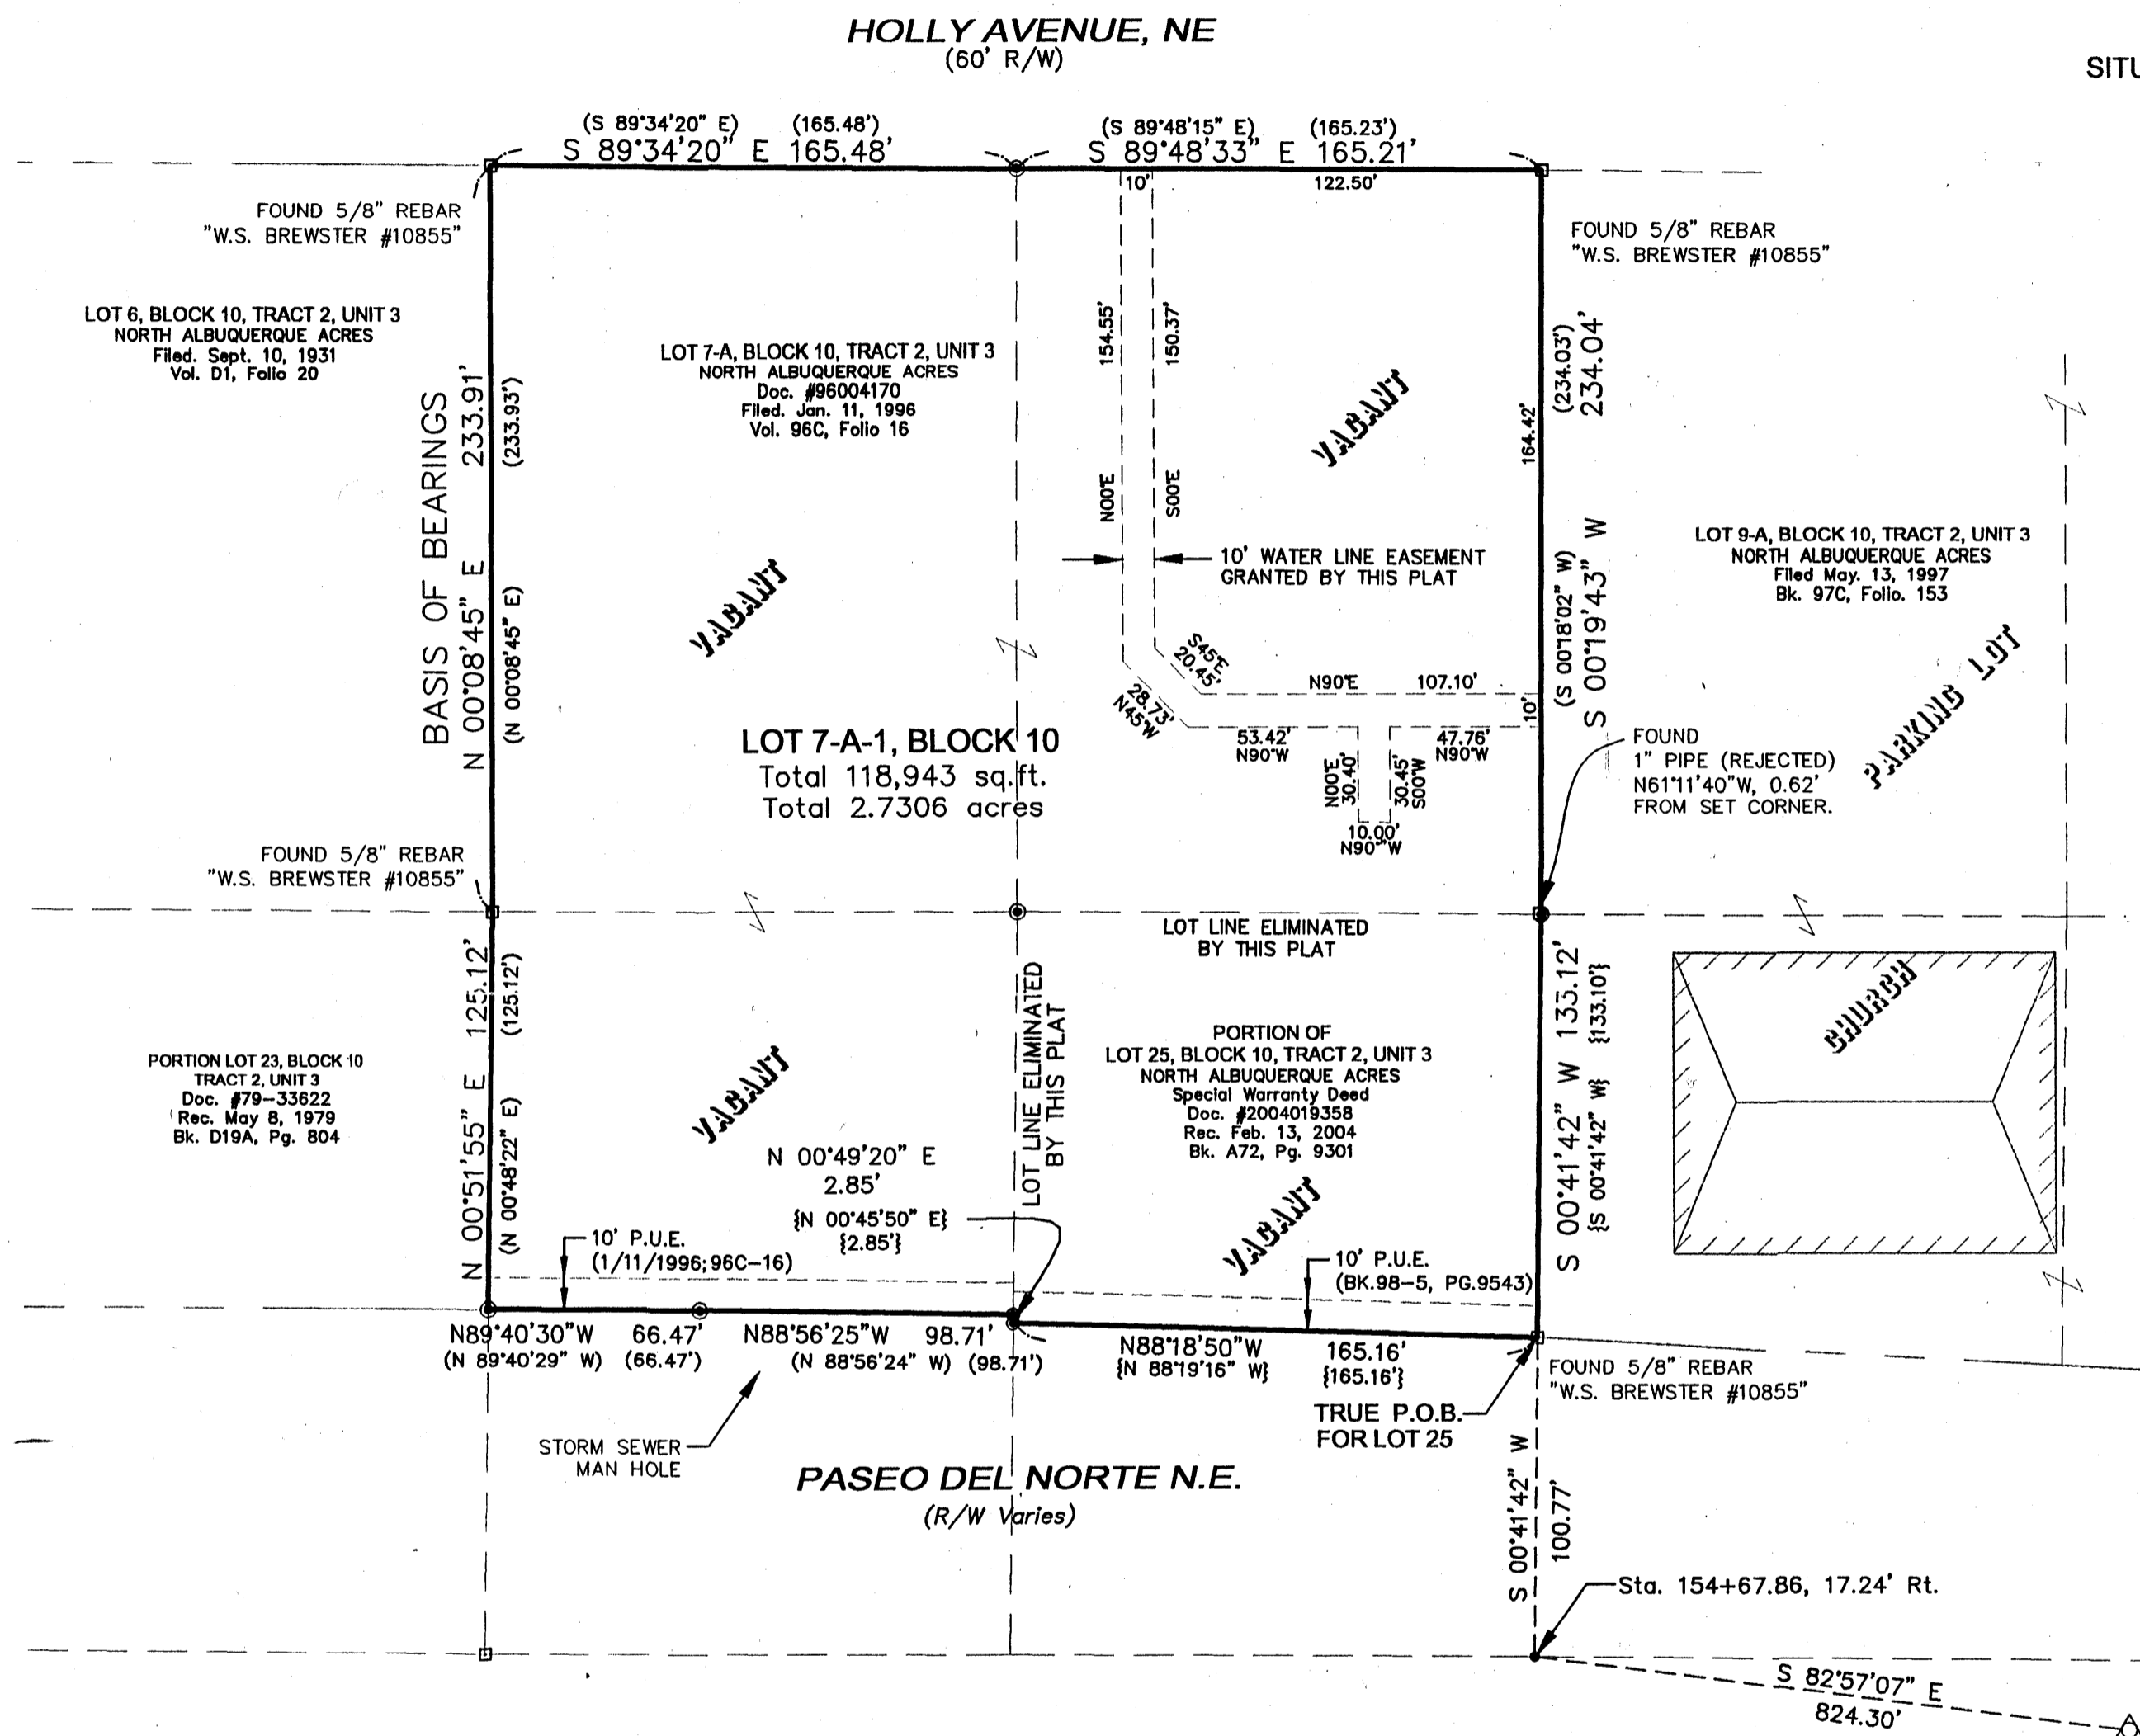 HOLLY AVENUE, NE
(60' R/W)
SITU
(S 89°34'20" E) (165.48')
S 89°34'20" E 165.48'
(S 89°48'15" E) (165.23')
S 89°48'33" E 165.21'
10' 122.50'
FOUND 5/8" REBAR
"W.S. BREWSTER #10855"
FOUND 5/8" REBAR
"W.S. BREWSTER #10855"
LOT 6, BLOCK 10, TRACT 2, UNIT 3
NORTH ALBUQUERQUE ACRES
Filed. Sept. 10, 1931
Vol. D1, Folio 20
BASIS OF BEARINGS
N 00°08'45" E 233.91'
(N 00°08'45" E) (233.93')
LOT 7-A, BLOCK 10, TRACT 2, UNIT 3
NORTH ALBUQUERQUE ACRES
Doc. #96004170
Filed. Jan. 11, 1996
Vol. 96C, Folio 16
N00°E 154.55'
S00°E 150.37'
VACANT
164.42'
(S 00°18'02" W) (234.03')
S 00°19'43" W 234.04'
LOT 9-A, BLOCK 10, TRACT 2, UNIT 3
NORTH ALBUQUERQUE ACRES
Filed May. 13, 1997
Bk. 97C, Folio. 153
10' WATER LINE EASEMENT
GRANTED BY THIS PLAT
VACANT
PARKING LOT
S45°E
20.45'
28.73'
N45°W
N90°E 107.10'
10'
53.42'
N90°W
47.76'
N90°W
N00°E
30.40'
30.45'
S00°W
10.00'
N90°W
LOT 7-A-1, BLOCK 10
Total 118,943 sq.ft.
Total 2.7306 acres
FOUND
1" PIPE (REJECTED)
N61°11'40"W, 0.62'
FROM SET CORNER.
FOUND 5/8" REBAR
"W.S. BREWSTER #10855"
LOT LINE ELIMINATED
BY THIS PLAT
N 00°51'55" E 125.12'
(N 00°48'22" E) (125.12')
LOT LINE ELIMINATED
BY THIS PLAT
S 00°41'42" W 133.12'
{S 00°41'42" W} {133.10'}
CHURCH
PORTION LOT 23, BLOCK 10
TRACT 2, UNIT 3
Doc. #79-33622
Rec. May 8, 1979
Bk. D19A, Pg. 804
VACANT
PORTION OF
LOT 25, BLOCK 10, TRACT 2, UNIT 3
NORTH ALBUQUERQUE ACRES
Special Warranty Deed
Doc. #2004019358
Rec. Feb. 13, 2004
Bk. A72, Pg. 9301
N 00°49'20" E
2.85'
{N 00°45'50" E}
{2.85'}
VACANT
10' P.U.E.
(1/11/1996;96C-16)
10' P.U.E.
(BK.98-5, PG.9543)
N89°40'30"W 66.47'
(N 89°40'29" W) (66.47')
N88°56'25"W 98.71'
(N 88°56'24" W) (98.71')
N88°18'50"W 165.16'
{N 88°19'16" W} {165.16'}
FOUND 5/8" REBAR
"W.S. BREWSTER #10855"
TRUE P.O.B.
FOR LOT 25
STORM SEWER
MAN HOLE
PASEO DEL NORTE N.E.
(R/W Varies)
S 00°41'42" W
100.77'
Sta. 154+67.86, 17.24' Rt.
S 82°57'07" E
824.30'